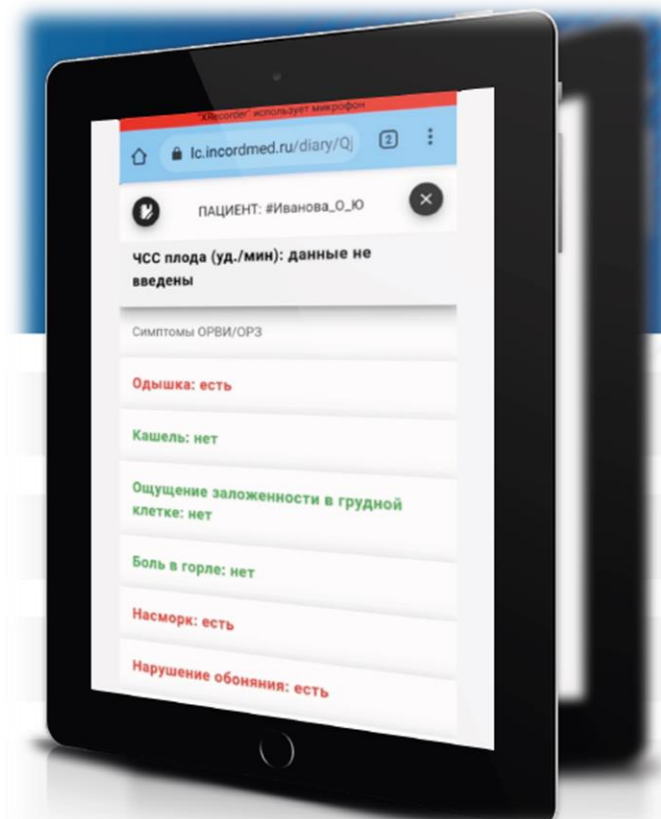 "XRecorder" использует микрофон
lc.incordmed.ru/diary/Qj
2
ПАЦИЕНТ: #Иванова_О_Ю
ЧСС плода (уд./мин): данные не
введены
Симптомы ОРВИ/ОРЗ
Одышка: есть
Кашель: нет
Ощущение заложенности в грудной
клетке: нет
Боль в горле: нет
Насморк: есть
Нарушение обоняния: есть